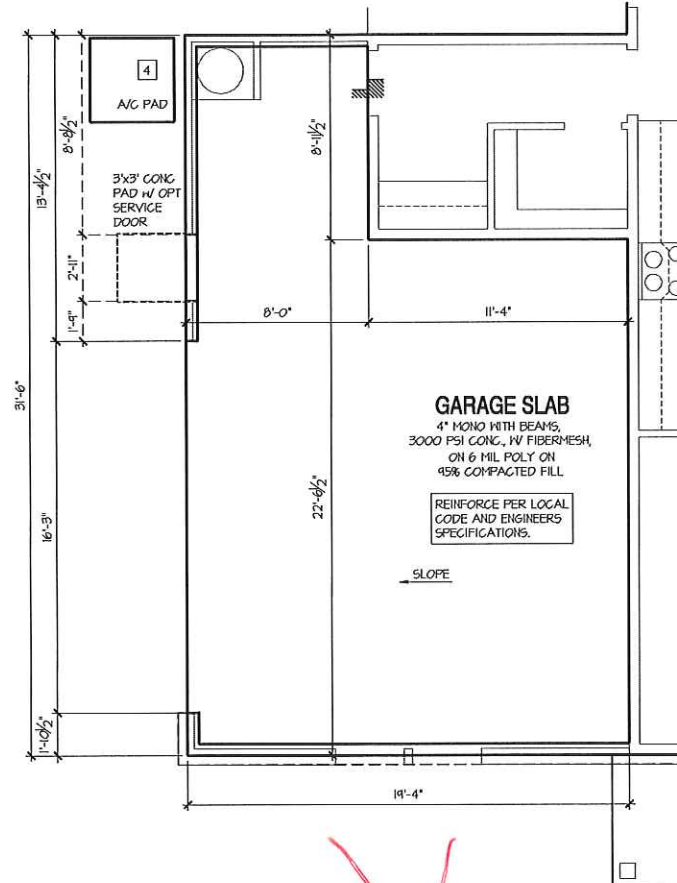 4
A/C PAD
3'x3' CONC
PAD W/ OPT
SERVICE
DOOR
8'-8½"
13'-4½"
2'-11"
1'-9"
31'-6"
16'-3"
1'-10½"
8'-11½"
8'-0"
11'-4"
22'-6½"
GARAGE SLAB
4" MONO WITH BEAMS,
3000 PSI CONC., W/ FIBERMESH,
ON 6 MIL POLY ON
95% COMPACTED FILL
REINFORCE PER LOCAL
CODE AND ENGINEERS
SPECIFICATIONS.
SLOPE
19'-4"